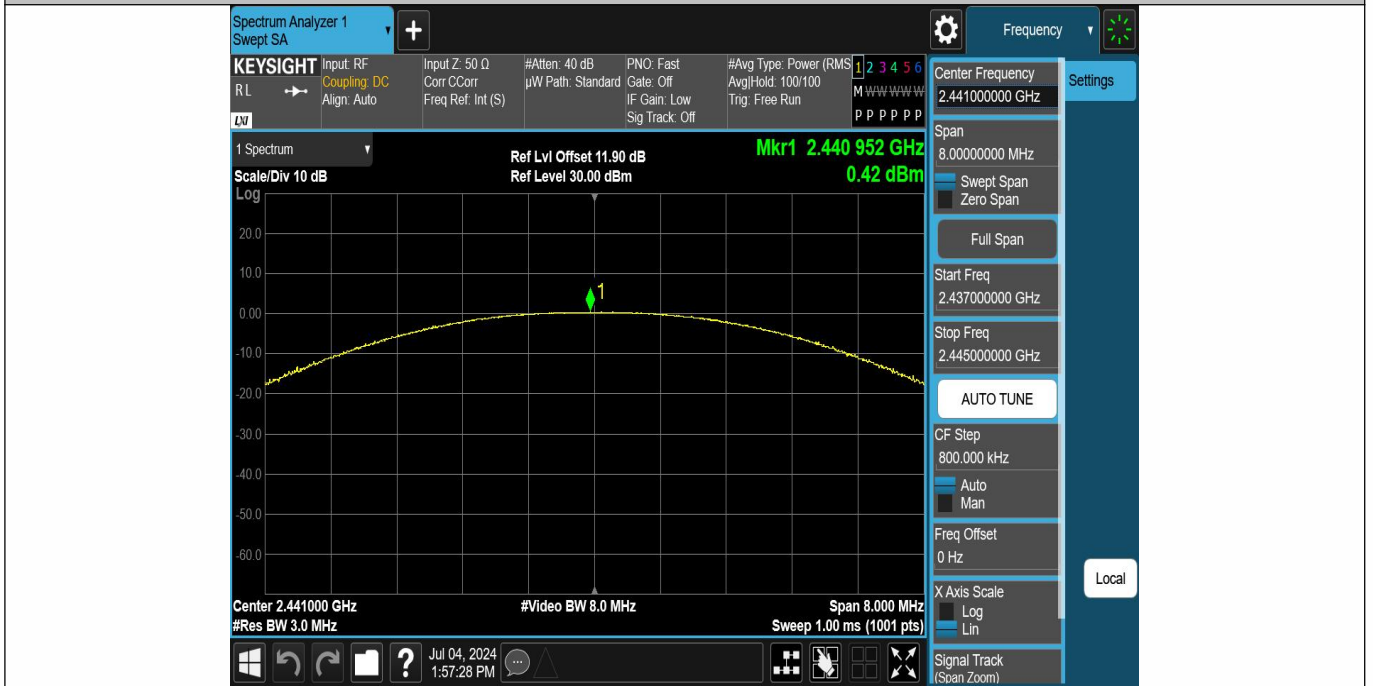 Spectrum Analyzer 1
Swept SA
+
Frequency
KEYSIGHT
RL
LXI
Input: RF
Coupling: DC
Align: Auto
Input Z: 50 Ω
Corr CCorr
Freq Ref: Int (S)
#Atten: 40 dB
µW Path: Standard
PNO: Fast
Gate: Off
IF Gain: Low
Sig Track: Off
#Avg Type: Power (RMS
Avg|Hold: 100/100
Trig: Free Run
1 2 3 4 5 6
M W W W W W
P P P P P P
1 Spectrum
Scale/Div 10 dB
Log
Ref Lvl Offset 11.90 dB
Ref Level 30.00 dBm
Mkr1 2.440 952 GHz
0.42 dBm
20.0
10.0
0.00
-10.0
-20.0
-30.0
-40.0
-50.0
-60.0
1
Center 2.441000 GHz
#Res BW 3.0 MHz
#Video BW 8.0 MHz
Span 8.000 MHz
Sweep 1.00 ms (1001 pts)
Center Frequency
2.441000000 GHz
Settings
Span
8.00000000 MHz
Swept Span
Zero Span
Full Span
Start Freq
2.437000000 GHz
Stop Freq
2.445000000 GHz
AUTO TUNE
CF Step
800.000 kHz
Auto
Man
Freq Offset
0 Hz
X Axis Scale
Log
Lin
Signal Track
(Span Zoom)
Local
?
Jul 04, 2024
1:57:28 PM